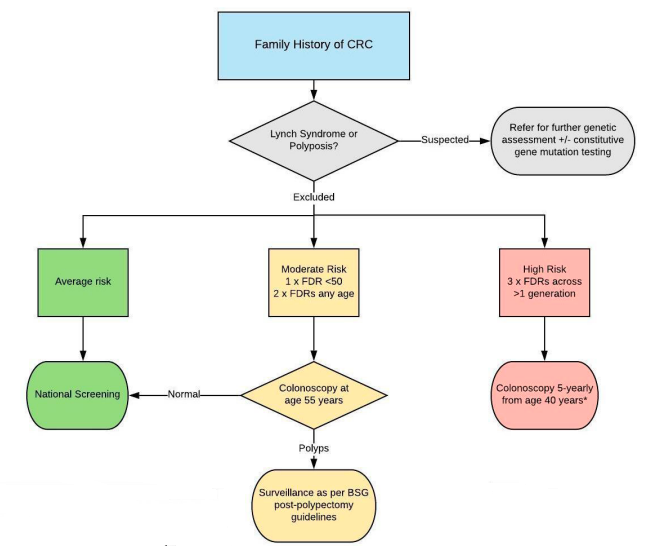 Family History of CRC
Lynch Syndrome or
Polyposis?
Suspected
Refer for further genetic
assessment +/- constitutive
gene mutation testing
Excluded
Average risk
Moderate Risk
1 x FDR <50
2 x FDRs any age
High Risk
3 x FDRs across
>1 generation
National Screening
Normal
Colonoscopy at
age 55 years
Colonoscopy 5-yearly
from age 40 years*
Polyps
Surveillance as per BSG
post-polypectomy
guidelines